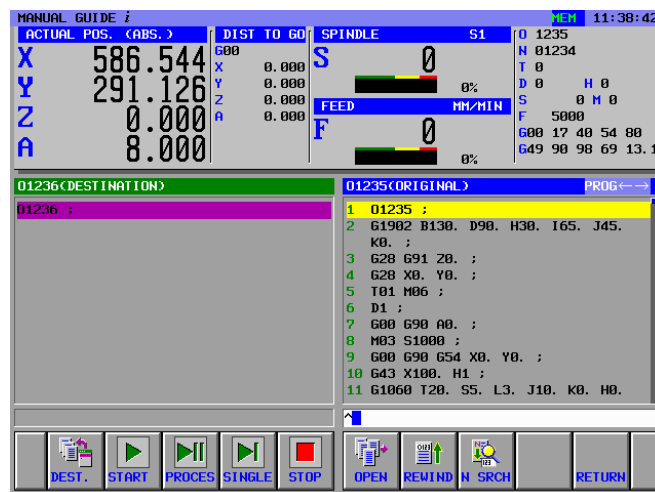 MANUAL GUIDE i MEM 11:38:42
ACTUAL POS. (ABS.)
X 586.544
Y 291.126
Z 0.000
A 8.000
DIST TO GO
G00
X 0.000
Y 0.000
Z 0.000
A 0.000
SPINDLE S1
S 0
0%
FEED MM/MIN
F 0
0%
O 1235
N 01234
T 0
D 0 H 0
S 0 M 0
F 5000
G00 17 40 54 80
G49 90 98 69 13.1
O1236(DESTINATION)
O1236 ;
O1235(ORIGINAL) PROG←→
1 O1235 ;
2 G1902 B130. D90. H30. I65. J45.
K0. ;
3 G28 G91 Z0. ;
4 G28 X0. Y0. ;
5 T01 M06 ;
6 D1 ;
7 G00 G90 A0. ;
8 M03 S1000 ;
9 G00 G90 G54 X0. Y0. ;
10 G43 X100. H1 ;
11 G1060 T20. S5. L3. J10. K0. H0.
^
DEST. START PROCES SINGLE STOP OPEN REWIND N SRCH RETURN